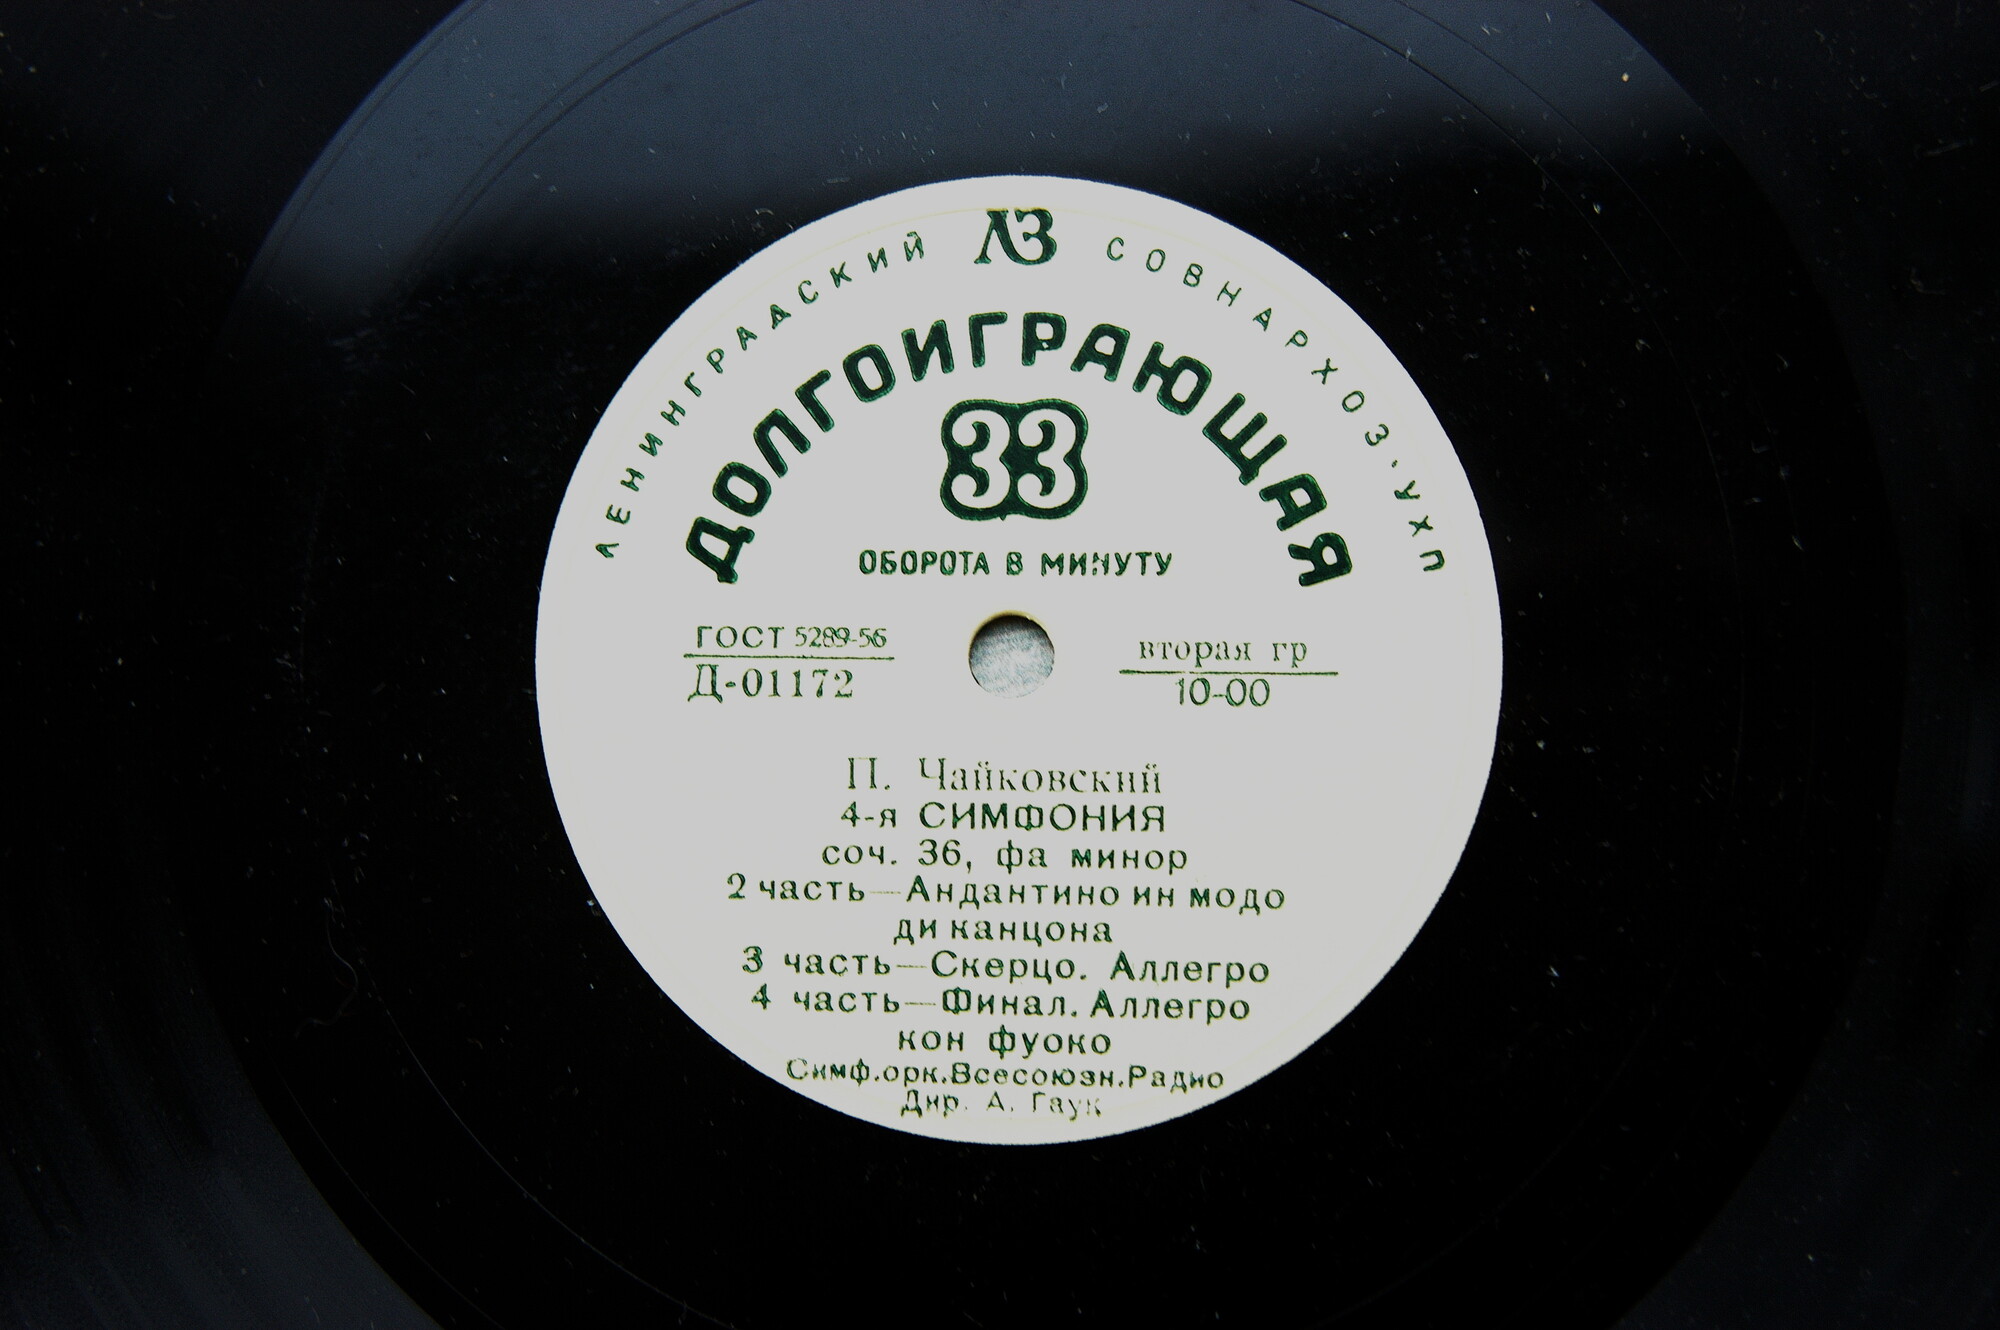 ЛЕНИНГРАДСКИЙ ЛЗ СОВНАРХОЗ·УХП
ДОЛГОИГРАЮЩАЯ
33
ОБОРОТА В МИНУТУ
ГОСТ 5289-56
Д-01172
вторая гр
10-00
П. Чайковский
4-я СИМФОНИЯ
соч. 36, фа минор
2 часть—Андантино ин модо
ди канцона
3 часть—Скерцо. Аллегро
4 часть—Финал. Аллегро
кон фуоко
Симф.орк.Всесоюзн.Радио
Дир. А. Гаук